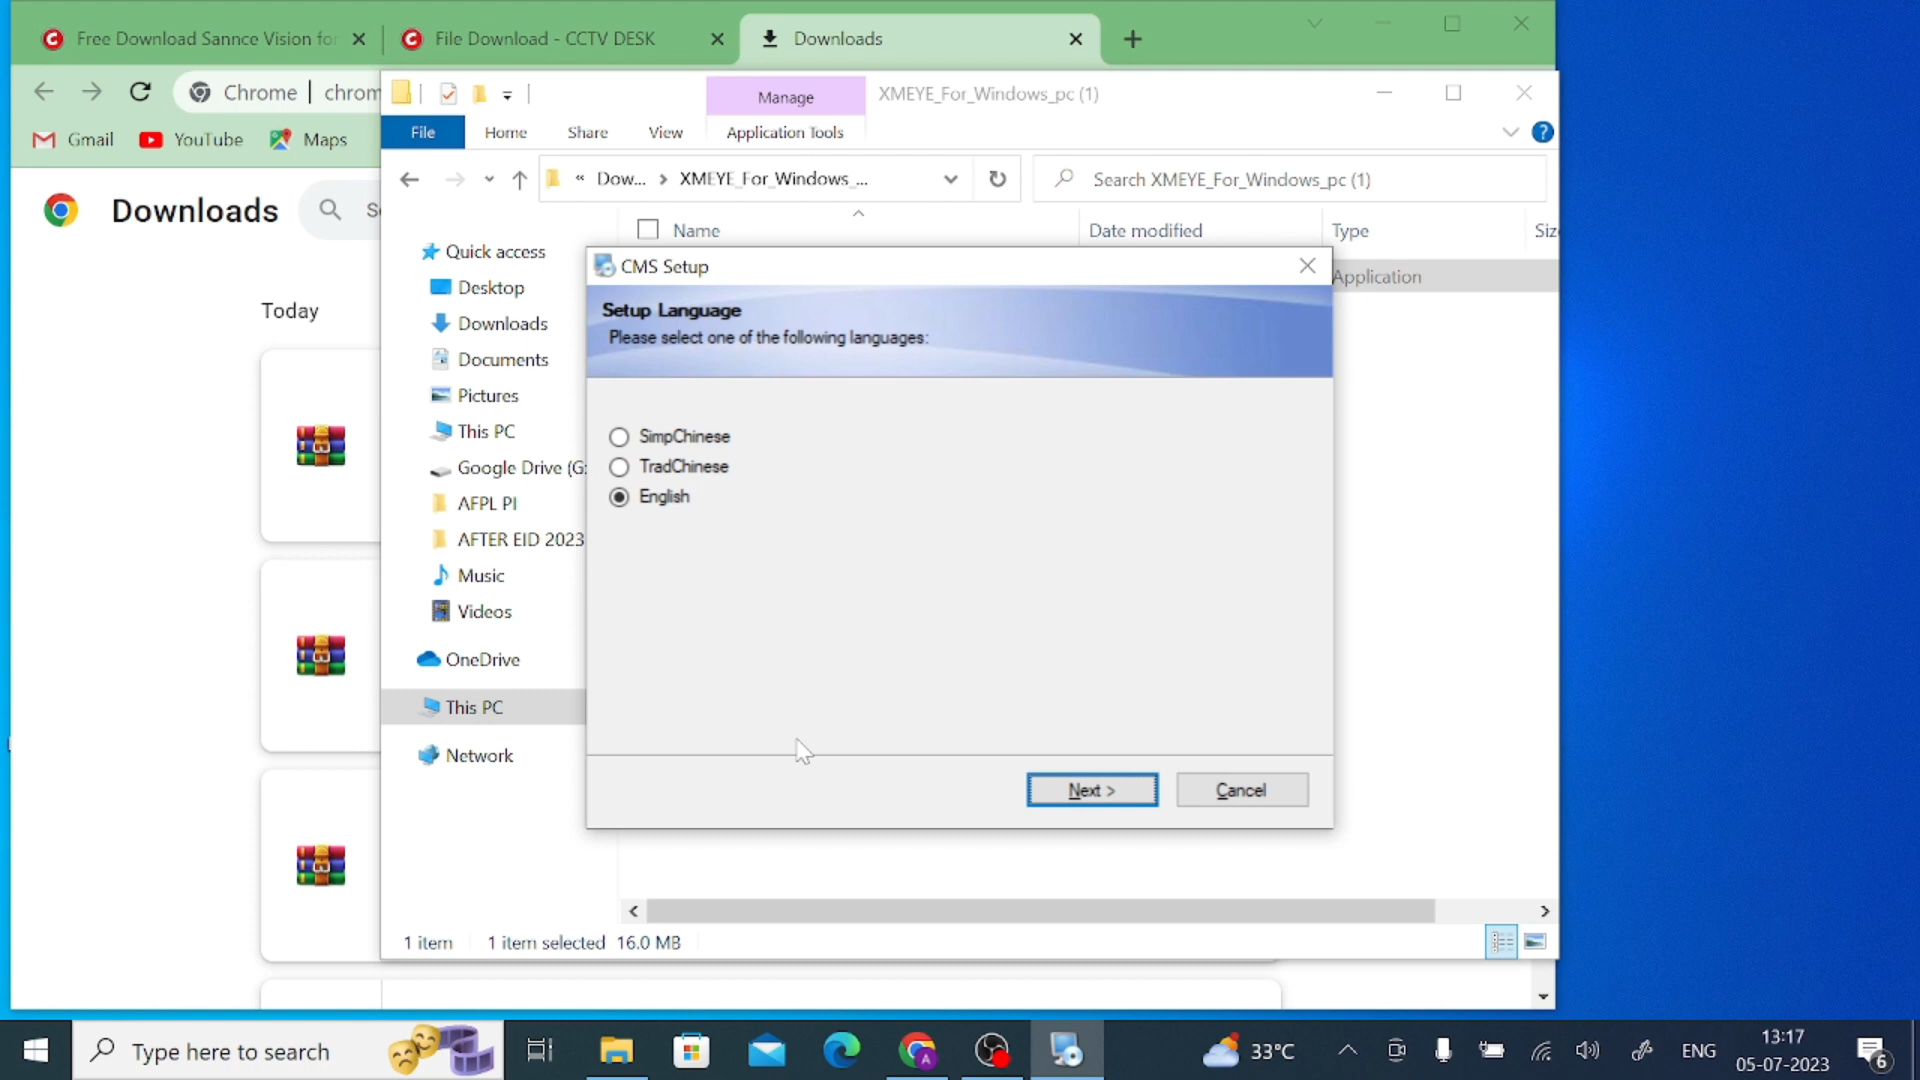 Free Download Sannce Vision for
File Download - CCTV DESK
Downloads
Chrome
chrom
Gmail
YouTube
Maps
Downloads
Today
Manage
XMEYE_For_Windows_pc (1)
File
Home
Share
View
Application Tools
« Dow... > XMEYE_For_Windows_...
Search XMEYE_For_Windows_pc (1)
Name
Date modified
Type
Siz
Application
Quick access
Desktop
Downloads
Documents
Pictures
This PC
Google Drive (G:
AFPL PI
AFTER EID 2023
Music
Videos
OneDrive
This PC
Network
CMS Setup
Setup Language
Please select one of the following languages:
SimpChinese
TradChinese
English
Next >
Cancel
1 item
1 item selected 16.0 MB
Type here to search
33°C
ENG
13:17
05-07-2023
6